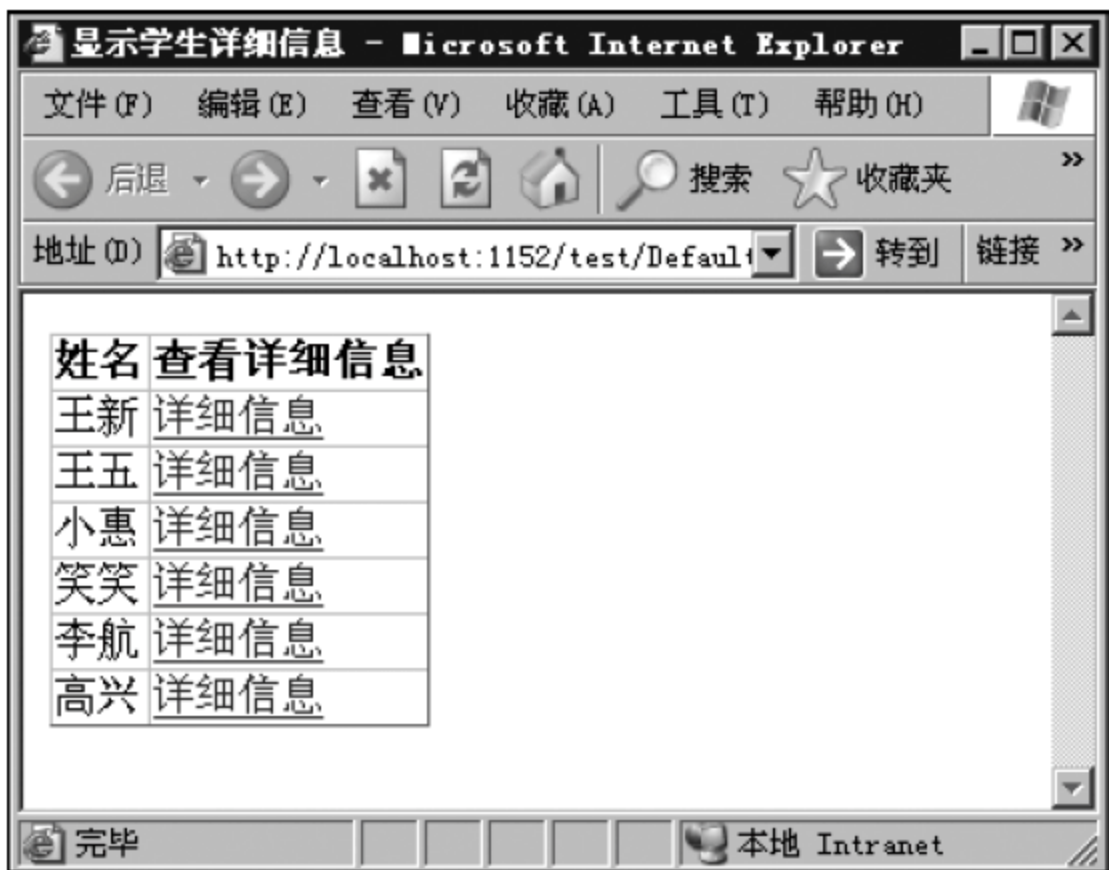 显示学生详细信息 - Microsoft Internet Explorer
文件(F) 编辑(E) 查看(V) 收藏(A) 工具(T) 帮助(H)
后退 搜索 收藏夹 »
地址(D) http://localhost:1152/test/Default 转到 链接 »
姓名 查看详细信息
王新 详细信息
王五 详细信息
小惠 详细信息
笑笑 详细信息
李航 详细信息
高兴 详细信息
完毕 本地 Intranet